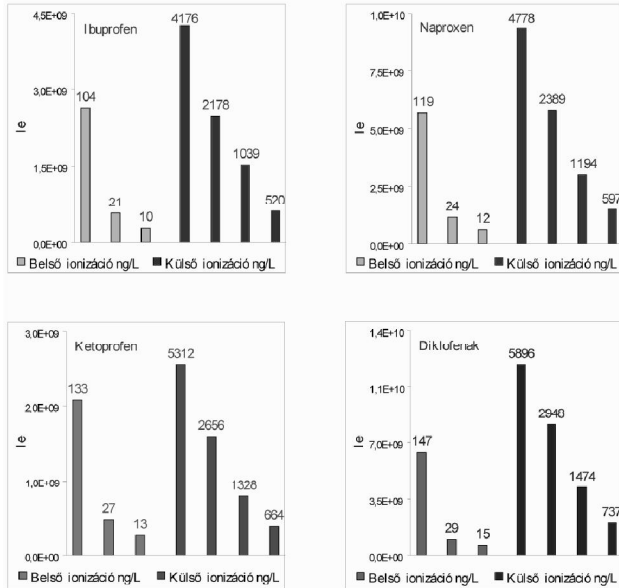 4,5E+09
Ibuprofen
4176
3,0E+09
104
2178
Ie
1,5E+09
1039
21
10
520
0,0E+00
Belső ionizáció ng/L Külső ionizáció ng/L
1,0E+10
Naproxen
4778
7,5E+09
119
2389
Ie
5,0E+09
2,5E+09
1194
24
12
597
0,0E+00
Belső ionizáció ng/L Külső ionizáció ng/L
3,0E+09
Ketoprofen
5312
133
2,0E+09
2656
Ie
1,0E+09
1328
27
13
664
0,0E+00
Belső ionizáció ng/L Külső ionizáció ng/L
1,4E+10
Diklofenak
5896
1,1E+10
2948
147
7,0E+09
Ie
3,5E+09
1474
29
15
737
0,0E+00
Belső ionizáció ng/L Külső ionizáció ng/L